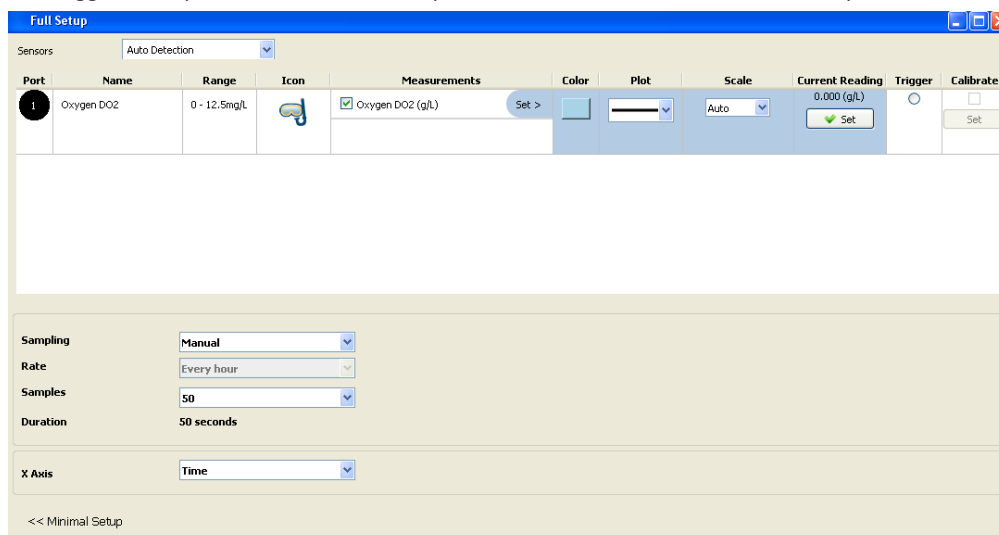 Full Setup
Sensors Auto Detection
Port Name Range Icon Measurements Color Plot Scale Current Reading Trigger Calibrate
1 Oxygen DO2 0 - 12.5mg/L Oxygen DO2 (g/L) Set > Auto 0.000 (g/L)
Set Set
Sampling Manual
Rate Every hour
Samples 50
Duration 50 seconds
X Axis Time
<< Minimal Setup